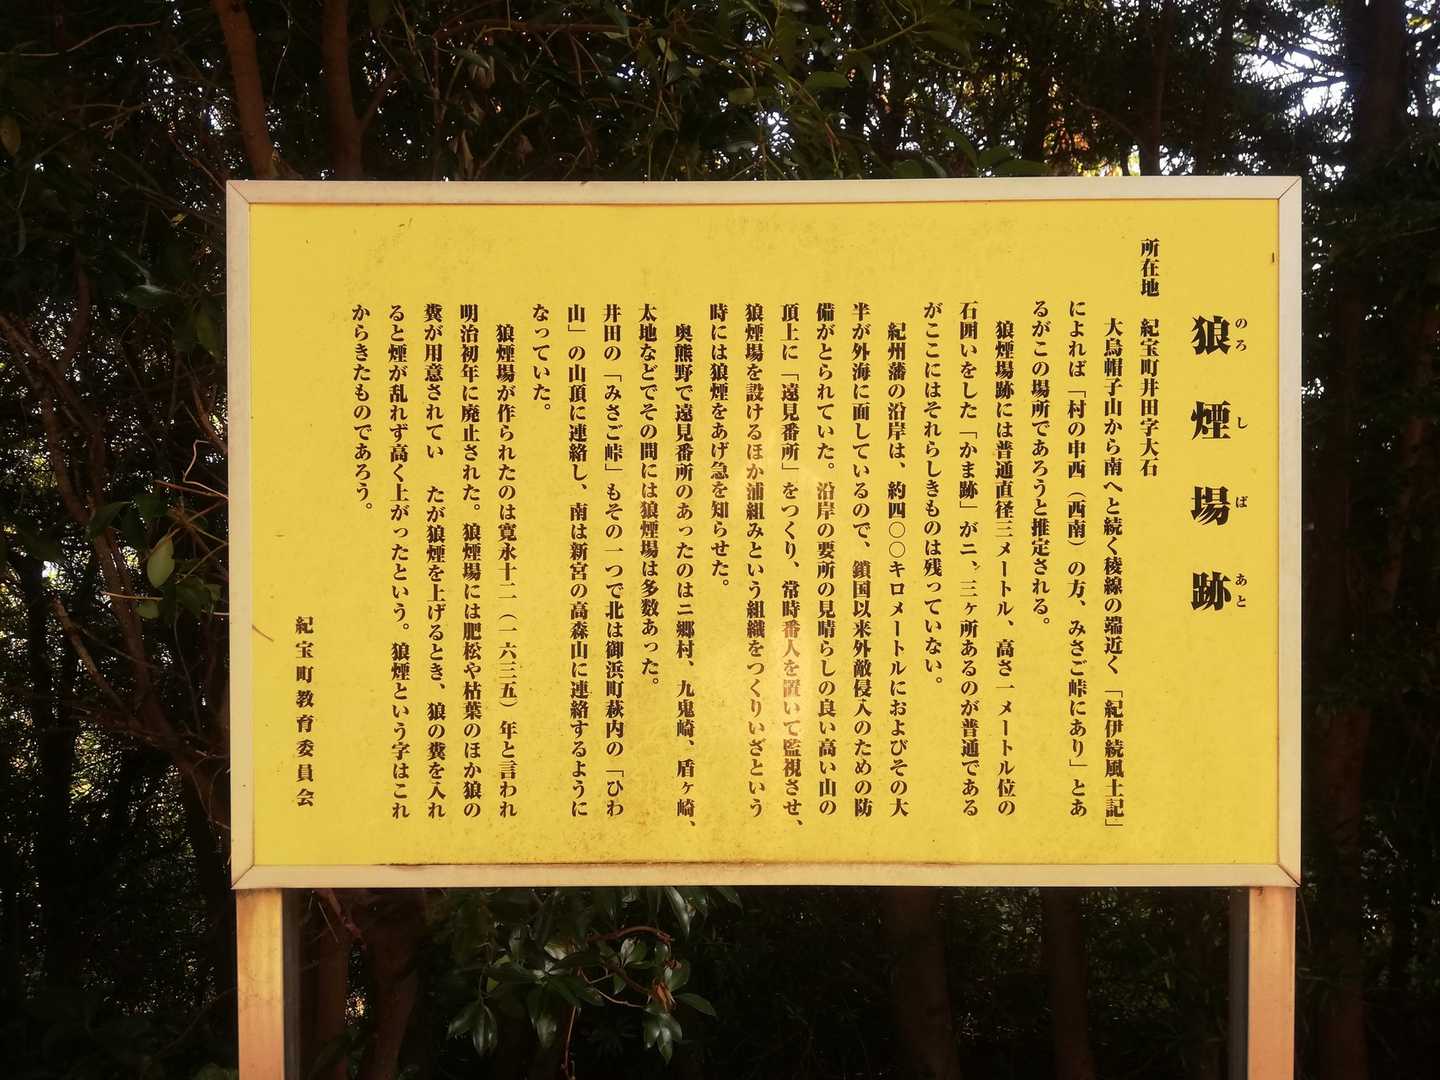 狼煙場跡
のろしばあと
所在地 紀宝町井田字大石
大烏帽子山から南へと続く稜線の端近く「紀伊続風土記」
によれば「村の申酉（西南）の方、みさご峠にあり」とあ
るがこの場所であろうと推定される。
狼煙場跡には普通直径三メートル、高さ一メートル位の
石囲いをした「かま跡」がニ、三ヶ所あるのが普通である
がここにはそれらしきものは残っていない。
紀州藩の沿岸は、約四〇〇キロメートルにおよびその大
半が外海に面しているので、鎖国以来外敵侵入のための防
備がとられていた。沿岸の要所の見晴らしの良い高い山の
頂上に「遠見番所」をつくり、常時番人を置いて監視させ、
狼煙場を設けるほか浦組みという組織をつくりいざという
時には狼煙をあげ急を知らせた。
奥熊野で遠見番所のあったのはニ郷村、九鬼崎、盾ヶ崎、
太地などでその間には狼煙場は多数あった。
井田の「みさご峠」もその一つで北は御浜町萩内の「ひわ
山」の山頂に連絡し、南は新宮の高森山に連絡するように
なっていた。
狼煙場が作られたのは寛永十二（一六三五）年と言われ
明治初年に廃止された。狼煙場には肥松や枯葉のほか狼の
糞が用意されてい たが狼煙を上げるとき、狼の糞を入れ
ると煙が乱れず高く上がったという。狼煙という字はこれ
からきたものであろう。
紀宝町教育委員会